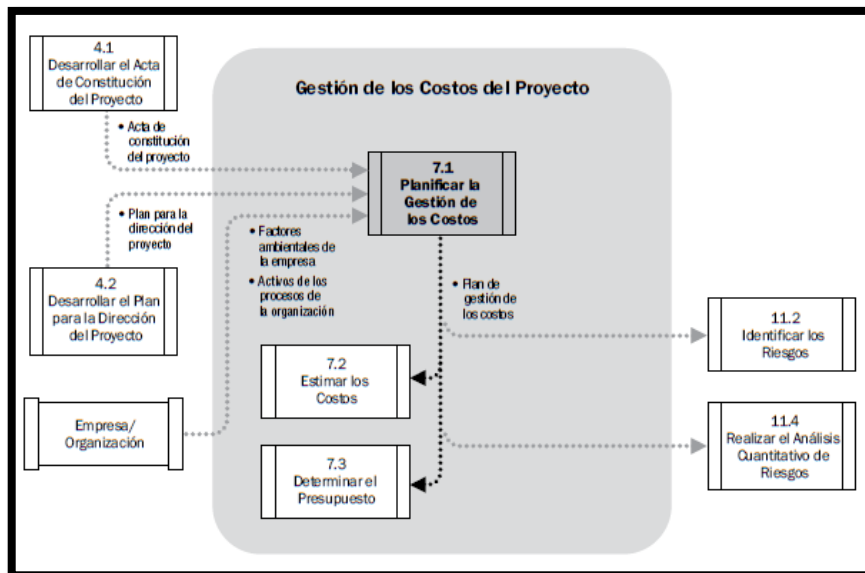 4.1
Desarrollar el Acta
de Constitución
del Proyecto
Gestión de los Costos del Proyecto
• Acta de
constitución
del proyecto
7.1
Planificar la
Gestión de
los Costos
• Plan para la
dirección del
proyecto
• Factores
ambientales de
la empresa
• Activos de los
procesos de
la organización
4.2
Desarrollar el Plan
para la Dirección
del Proyecto
• Plan de
gestión de
los costos
11.2
Identificar los
Riesgos
7.2
Estimar los
Costos
Empresa/
Organización
11.4
Realizar el Análisis
Cuantitativo de
Riesgos
7.3
Determinar el
Presupuesto